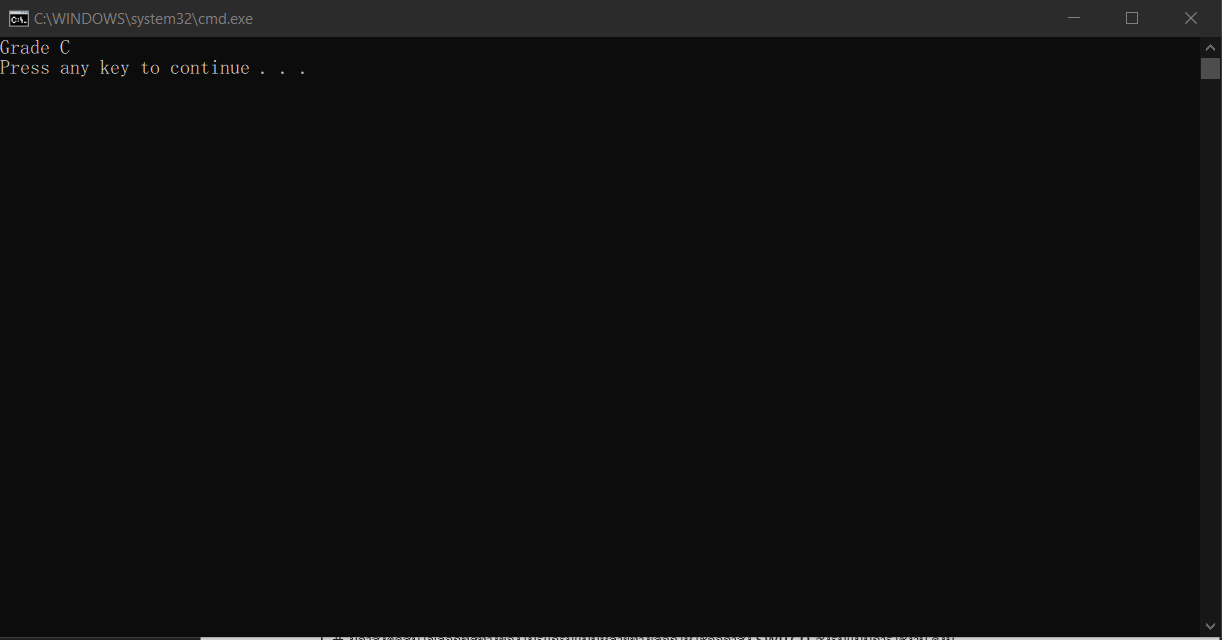 C:\WINDOWS\system32\cmd.exe
Grade C
Press any key to continue . . .